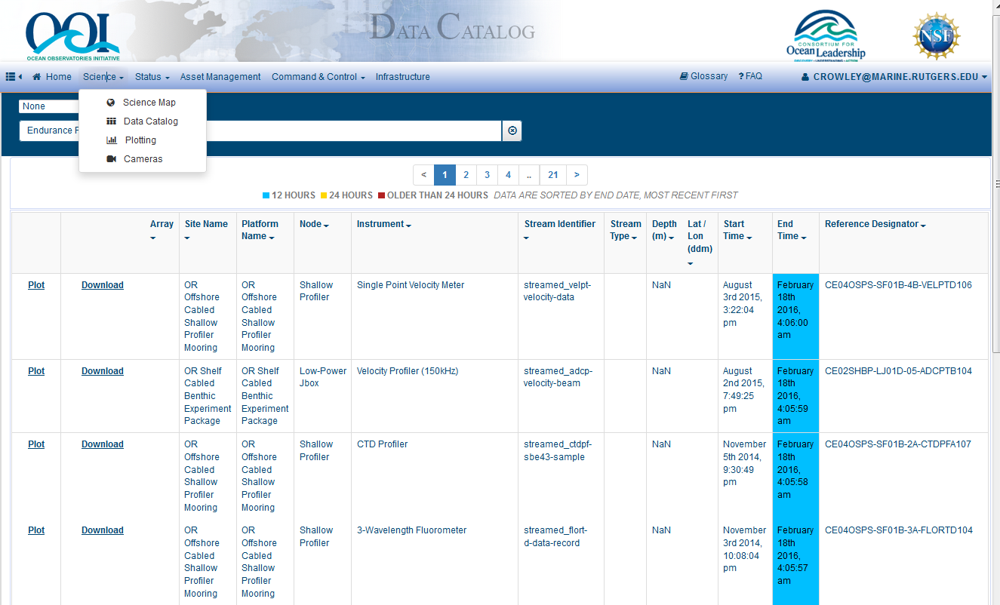 OOI
OCEAN OBSERVATORIES INITIATIVE
DATA CATALOG
CONSORTIUM FOR
Ocean Leadership
DISCOVERY · UNDERSTANDING · ACTION
NSF
Home Science Status Asset Management Command & Control Infrastructure Glossary ? FAQ CROWLEY@MARINE.RUTGERS.EDU
Science Map
Data Catalog
Plotting
Cameras
None
Endurance
< 1 2 3 4 .. 21 >
12 HOURS 24 HOURS OLDER THAN 24 HOURS DATA ARE SORTED BY END DATE, MOST RECENT FIRST
Array Site Name Platform Node Instrument Stream Identifier Stream Depth Lat / Start End Reference Designator
Name Type (m) Lon Time Time
(ddm)
Plot Download OR OR Shallow Single Point Velocity Meter streamed_velpt- NaN August February CE04OSPS-SF01B-4B-VELPTD106
Offshore Offshore Profiler velocity-data 3rd 2015, 18th
Cabled Cabled 3:22:04 2016,
Shallow Shallow pm 4:06:00
Profiler Profiler am
Mooring Mooring
Plot Download OR Shelf OR Shelf Low-Power Velocity Profiler (150kHz) streamed_adcp- NaN August February CE02SHBP-LJ01D-05-ADCPTB104
Cabled Cabled Jbox velocity-beam 2nd 2015, 18th
Benthic Benthic 7:49:25 2016,
Experiment Experiment pm 4:05:59
Package Package am
Plot Download OR OR Shallow CTD Profiler streamed_ctdpf- NaN November February CE04OSPS-SF01B-2A-CTDPFA107
Offshore Offshore Profiler sbe43-sample 5th 2014, 18th
Cabled Cabled 9:30:49 2016,
Shallow Shallow pm 4:05:58
Profiler Profiler am
Mooring Mooring
Plot Download OR OR Shallow 3-Wavelength Fluorometer streamed_flort- NaN November February CE04OSPS-SF01B-3A-FLORTD104
Offshore Offshore Profiler d-data-record 3rd 2014, 18th
Cabled Cabled 10:08:04 2016,
Shallow Shallow pm 4:05:57
Profiler Profiler am
Mooring Mooring